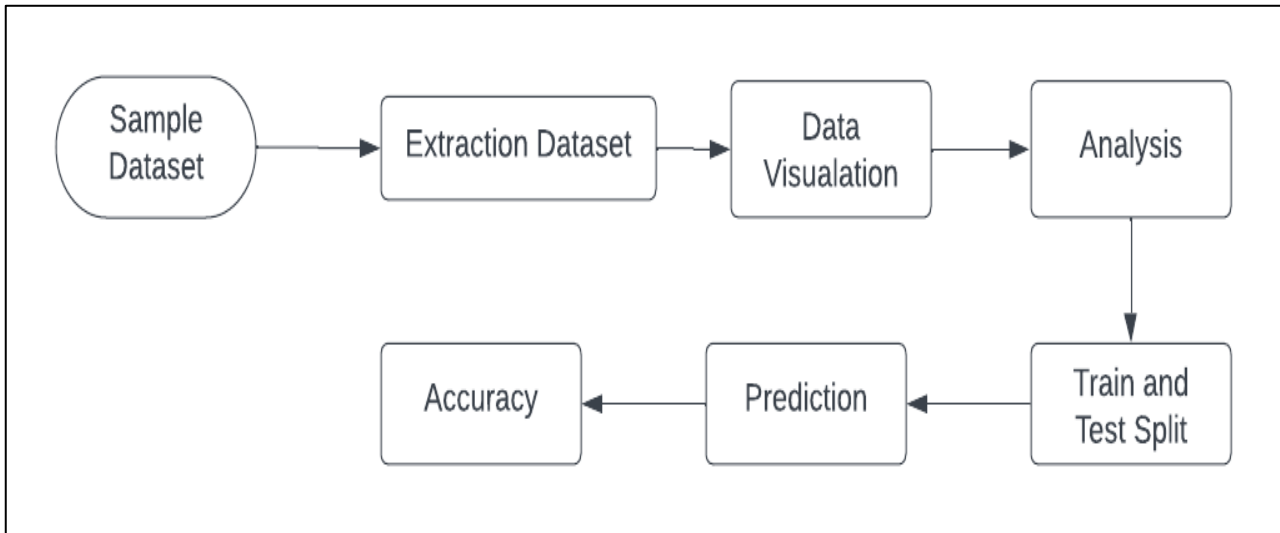 Sample
Dataset
Extraction Dataset
Data
Visualation
Analysis
Train and
Test Split
Prediction
Accuracy